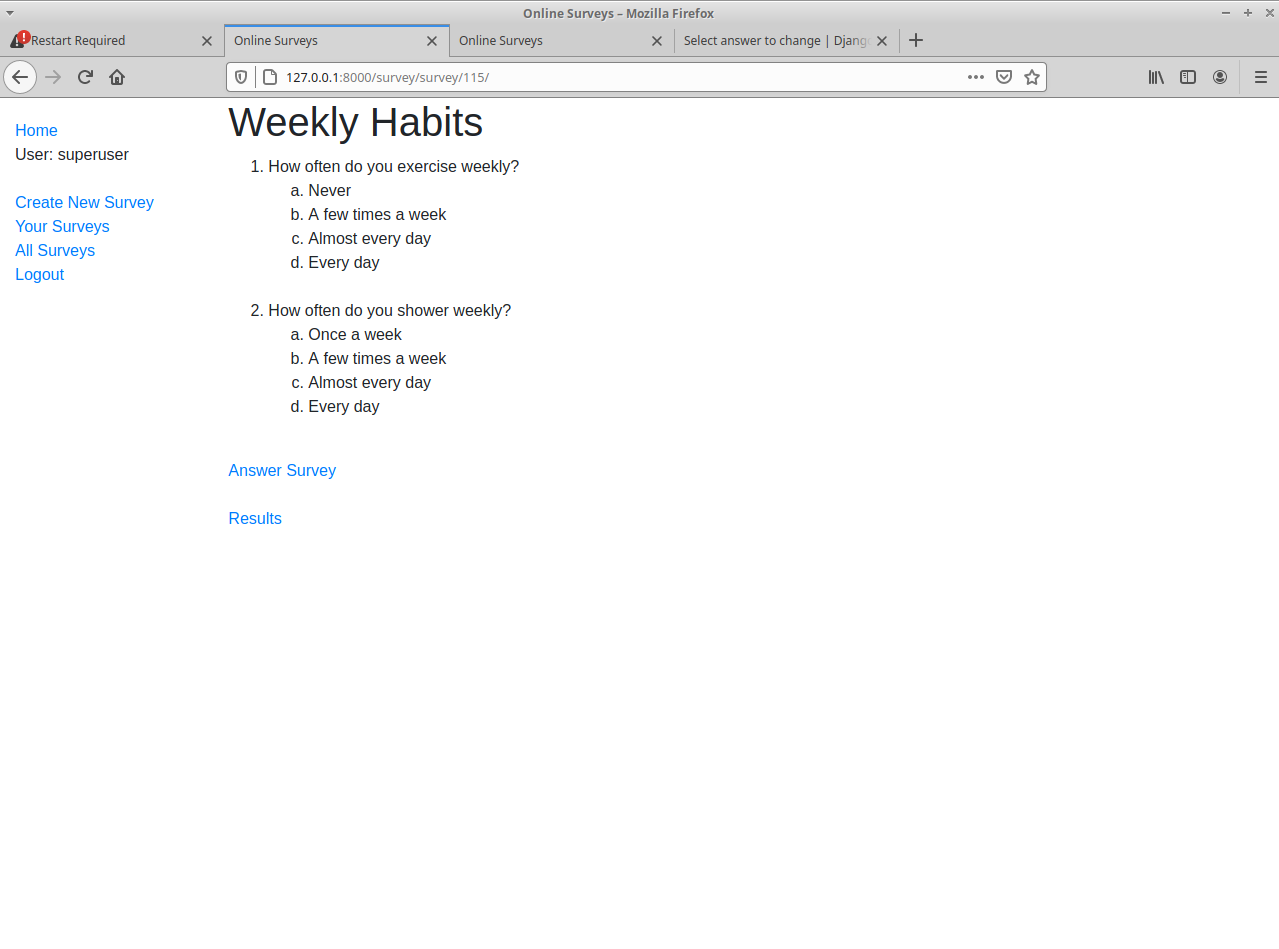 Online Surveys – Mozilla Firefox
Restart Required
Online Surveys
Online Surveys
Select answer to change | Djang
127.0.0.1:8000/survey/survey/115/
Home
User: superuser
Create New Survey
Your Surveys
All Surveys
Logout
Weekly Habits
1. How often do you exercise weekly?
a. Never
b. A few times a week
c. Almost every day
d. Every day
2. How often do you shower weekly?
a. Once a week
b. A few times a week
c. Almost every day
d. Every day
Answer Survey
Results